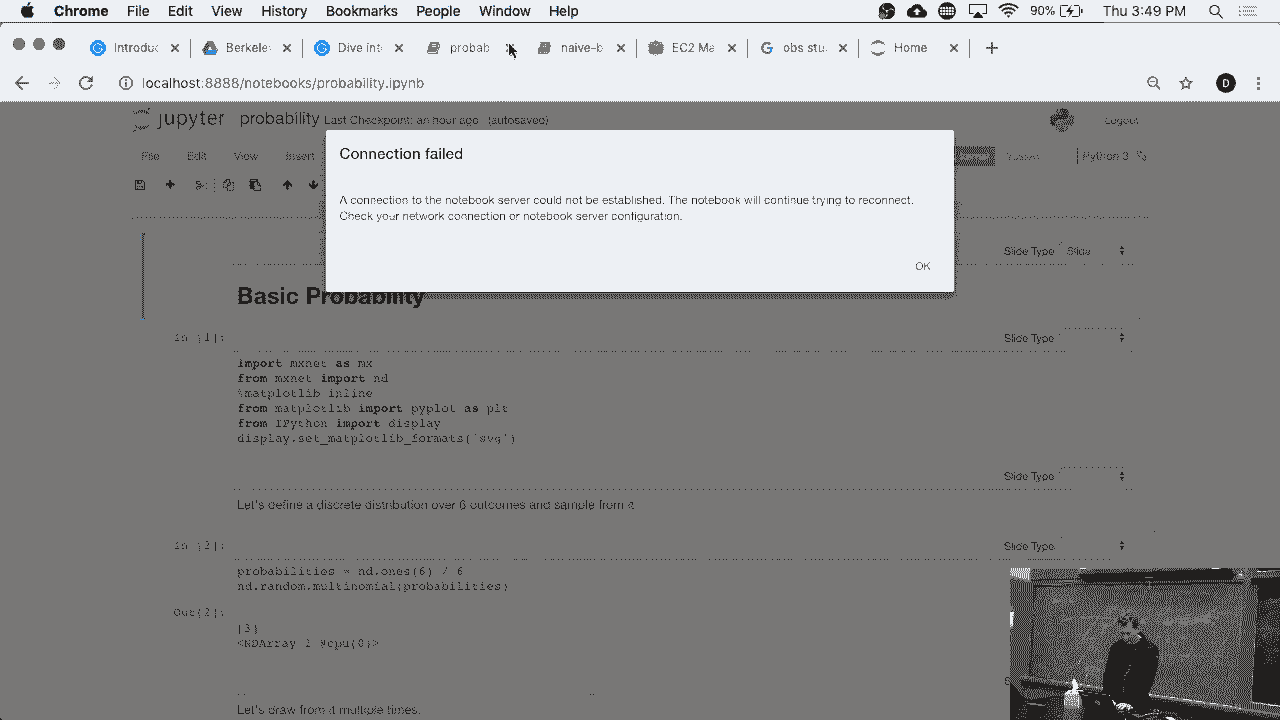 Chrome File Edit View History Bookmarks People Window Help 90% Thu 3:49 PM
Introduc Berkele Dive int probab naive-b EC2 Ma obs stu Home
localhost:8888/notebooks/probability.ipynb D
jupyter probability Last Checkpoint: an hour ago (autosaved) Logout
File Edit View Insert Python 3
Connection failed
A connection to the notebook server could not be established. The notebook will continue trying to reconnect.
Check your network connection or notebook server configuration.
OK
Slide Type Slide
Basic Probability
In [1]: Slide Type
import mxnet as mx
from mxnet import nd
%matplotlib inline
from matplotlib import pyplot as plt
from IPython import display
display.set_matplotlib_formats('svg')
Slide Type
Let's define a discrete distribution over 6 outcomes and sample from it
In [2]: Slide Type
probabilities = nd.ones(6) / 6
nd.random.multinomial(probabilities)
Out[2]:
[3]
<NDArray 1 @cpu(0)>
Let's draw from it multiple times.